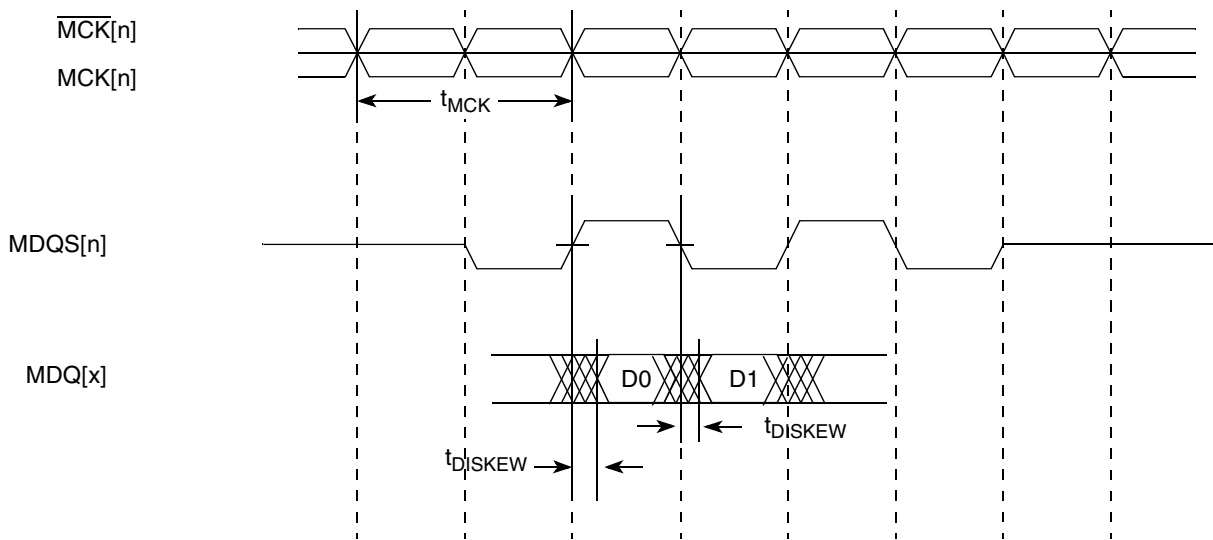 MCK[n]
MCK[n]
tMCK
MDQS[n]
MDQ[x]
D0 D1
tDISKEW
tDISKEW